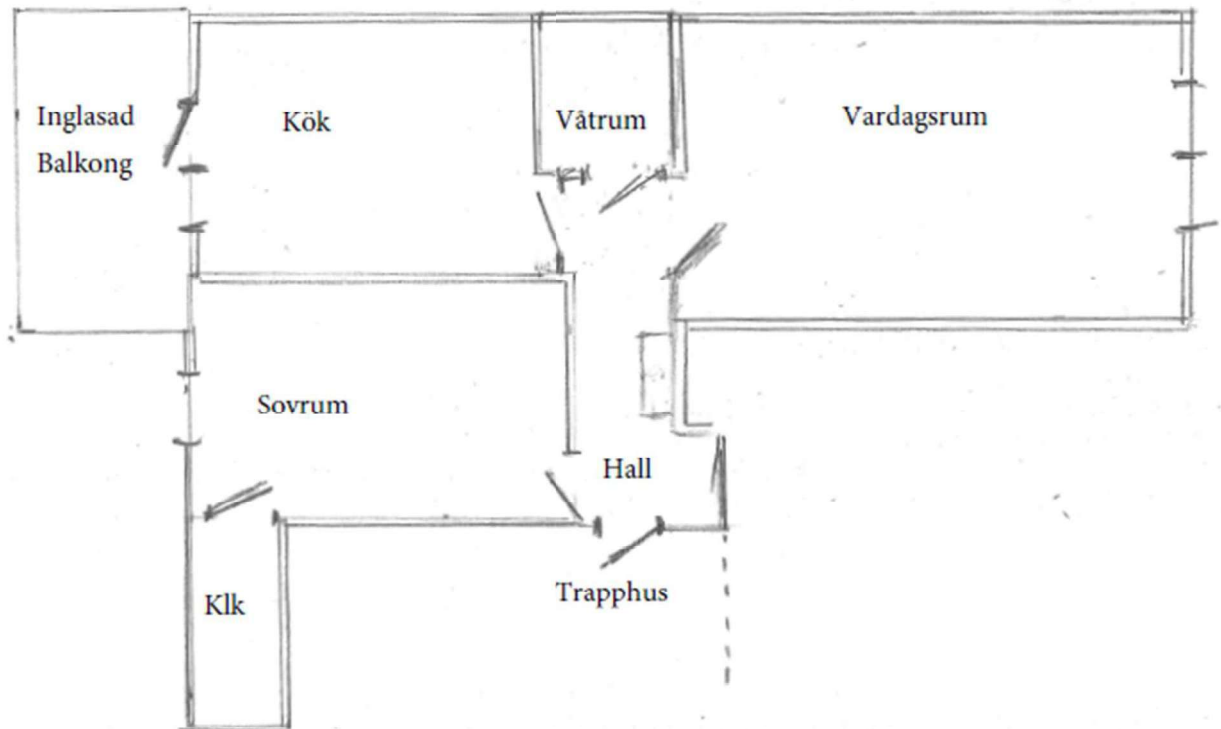 Inglasad
Balkong
Kök
Våtrum
Vardagsrum
Sovrum
Hall
Klk
Trapphus